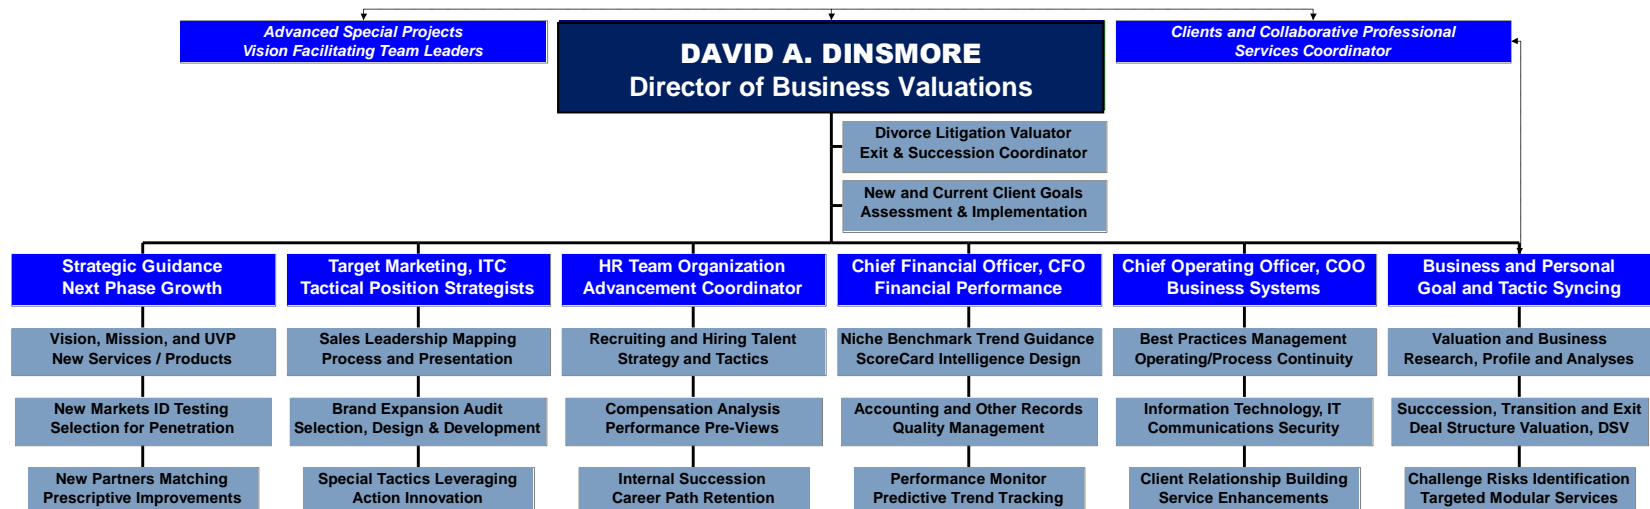 Advanced Special Projects
Vision Facilitating Team Leaders
DAVID A. DINSMORE
Director of Business Valuations
Clients and Collaborative Professional
Services Coordinator
Divorce Litigation Valuator
Exit & Succession Coordinator
New and Current Client Goals
Assessment & Implementation
Strategic Guidance
Next Phase Growth
Target Marketing, ITC
Tactical Position Strategists
HR Team Organization
Advancement Coordinator
Chief Financial Officer, CFO
Financial Performance
Chief Operating Officer, COO
Business Systems
Business and Personal
Goal and Tactic Syncing
Vision, Mission, and UVP
New Services / Products
Sales Leadership Mapping
Process and Presentation
Recruiting and Hiring Talent
Strategy and Tactics
Niche Benchmark Trend Guidance
ScoreCard Intelligence Design
Best Practices Management
Operating/Process Continuity
Valuation and Business
Research, Profile and Analyses
New Markets ID Testing
Selection for Penetration
Brand Expansion Audit
Selection, Design & Development
Compensation Analysis
Performance Pre-Views
Accounting and Other Records
Quality Management
Information Technology, IT
Communications Security
Succcession, Transition and Exit
Deal Structure Valuation, DSV
New Partners Matching
Prescriptive Improvements
Special Tactics Leveraging
Action Innovation
Internal Succession
Career Path Retention
Performance Monitor
Predictive Trend Tracking
Client Relationship Building
Service Enhancements
Challenge Risks Identification
Targeted Modular Services